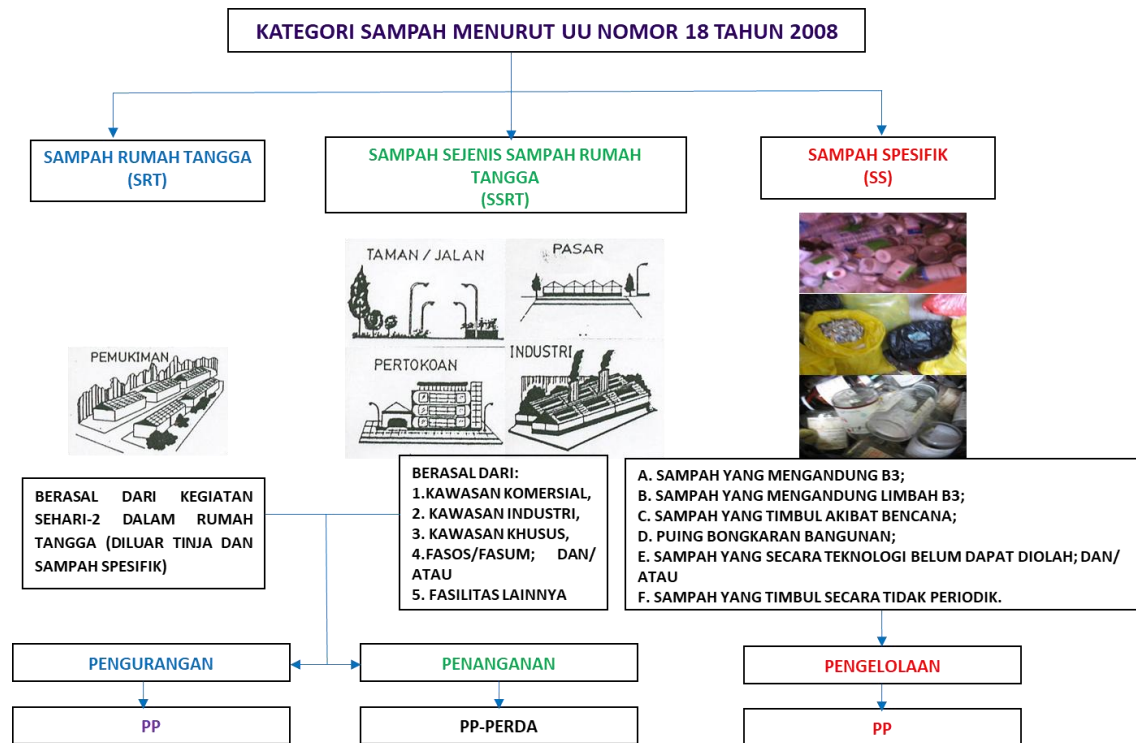 KATEGORI SAMPAH MENURUT UU NOMOR 18 TAHUN 2008
SAMPAH RUMAH TANGGA
(SRT)
SAMPAH SEJENIS SAMPAH RUMAH
TANGGA
(SSRT)
SAMPAH SPESIFIK
(SS)
PEMUKIMAN
TAMAN / JALAN
PASAR
PERTOKOAN
INDUSTRI
BERASAL DARI KEGIATAN
SEHARI-2 DALAM RUMAH
TANGGA (DILUAR TINJA DAN
SAMPAH SPESIFIK)
BERASAL DARI:
1.KAWASAN KOMERSIAL,
2. KAWASAN INDUSTRI,
3. KAWASAN KHUSUS,
4.FASOS/FASUM; DAN/
ATAU
5. FASILITAS LAINNYA
A. SAMPAH YANG MENGANDUNG B3;
B. SAMPAH YANG MENGANDUNG LIMBAH B3;
C. SAMPAH YANG TIMBUL AKIBAT BENCANA;
D. PUING BONGKARAN BANGUNAN;
E. SAMPAH YANG SECARA TEKNOLOGI BELUM DAPAT DIOLAH; DAN/
ATAU
F. SAMPAH YANG TIMBUL SECARA TIDAK PERIODIK.
PENGURANGAN
PENANGANAN
PENGELOLAAN
PP
PP-PERDA
PP